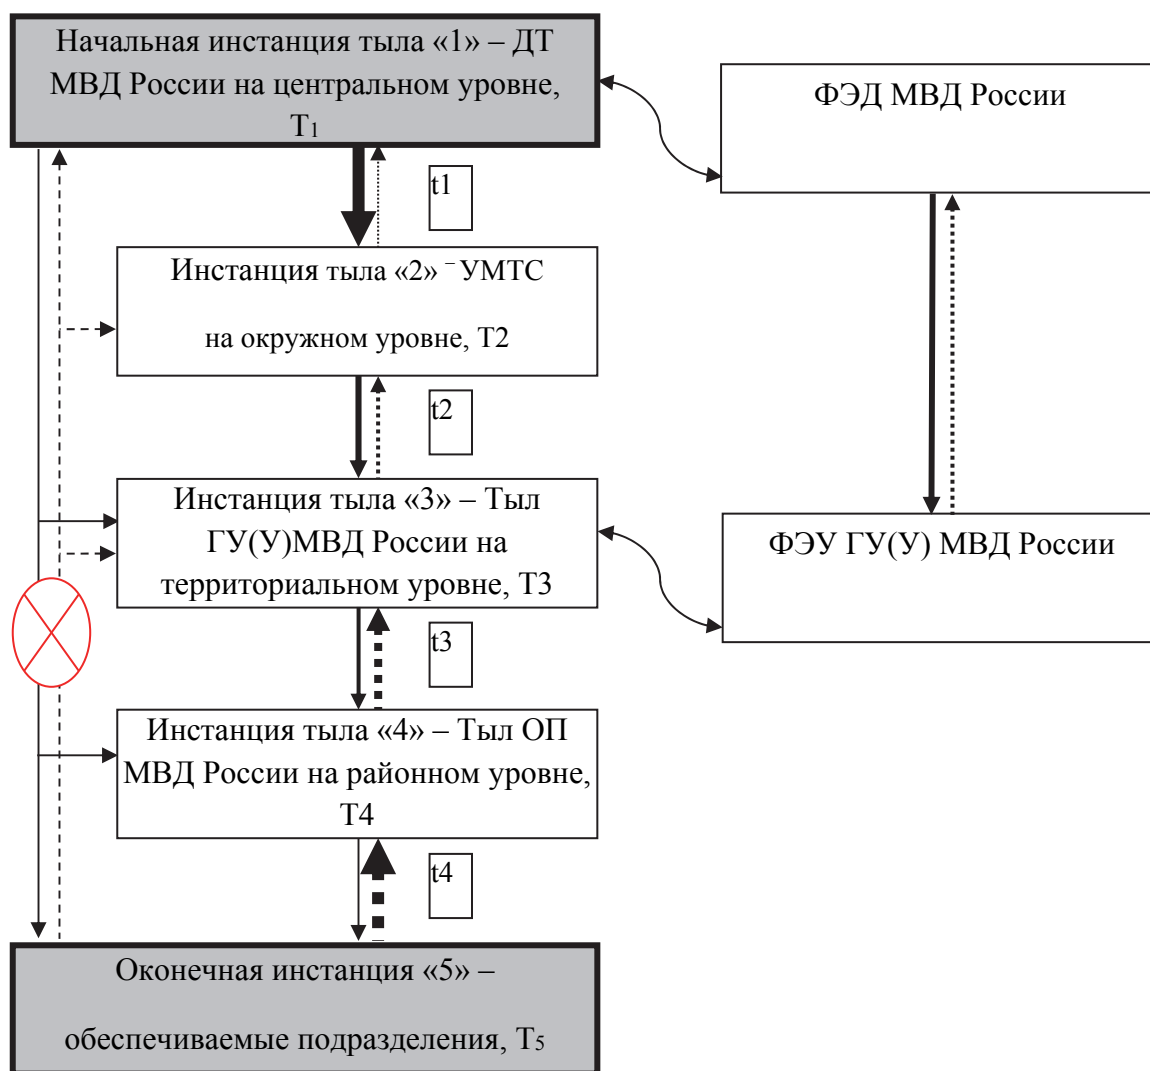 Начальная инстанция тыла «1» – ДТ
МВД России на центральном уровне,
Т1
ФЭД МВД России
t1
Инстанция тыла «2» – УМТС
на окружном уровне, Т2
t2
Инстанция тыла «3» – Тыл
ГУ(У)МВД России на
территориальном уровне, Т3
ФЭУ ГУ(У) МВД России
t3
Инстанция тыла «4» – Тыл ОП
МВД России на районном уровне,
Т4
t4
Оконечная инстанция «5» –
обеспечиваемые подразделения, Т5